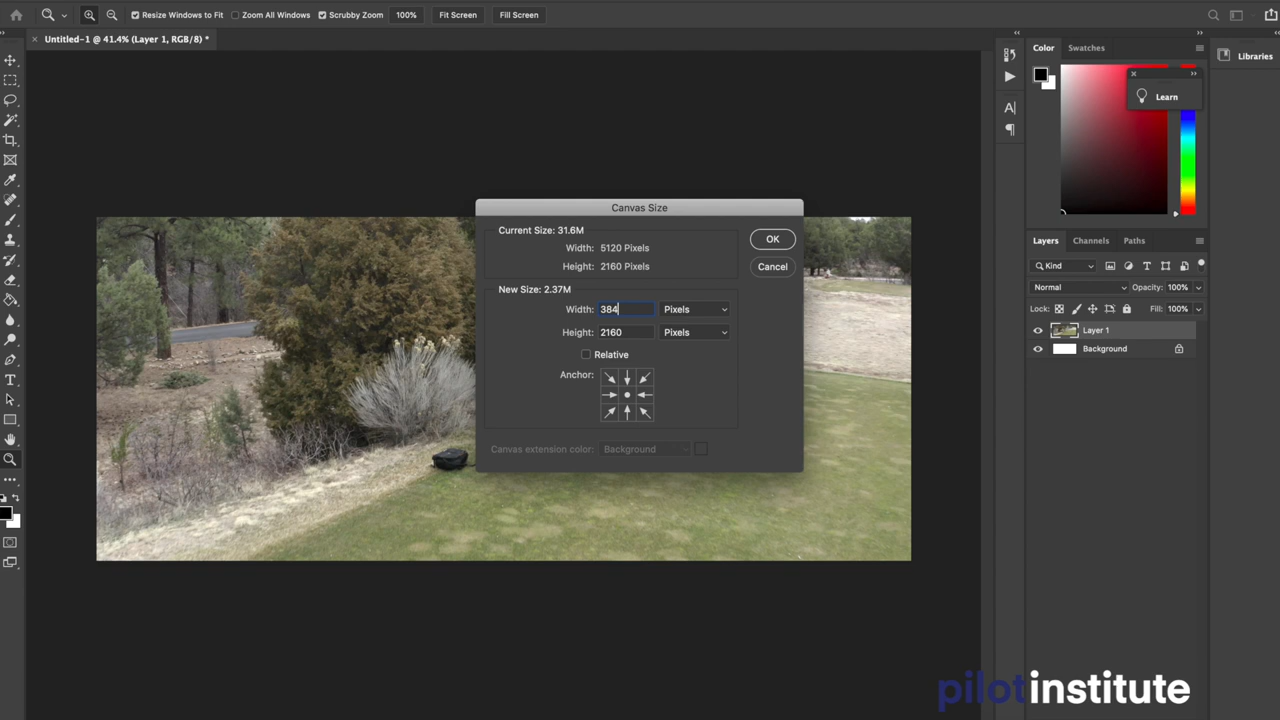 Resize Windows to Fit Zoom All Windows Scrubby Zoom 100% Fit Screen Fill Screen
× Untitled-1 @ 41.4% (Layer 1, RGB/8) *
Color Swatches
Libraries
Learn
Canvas Size
Current Size: 31.6M
Width: 5120 Pixels
Height: 2160 Pixels
OK
Cancel
New Size: 2.37M
Width: 384 Pixels
Height: 2160 Pixels
Relative
Anchor:
Canvas extension color: Background
Layers Channels Paths
Kind
Normal Opacity: 100%
Lock: Fill: 100%
Layer 1
Background
pilotinstitute